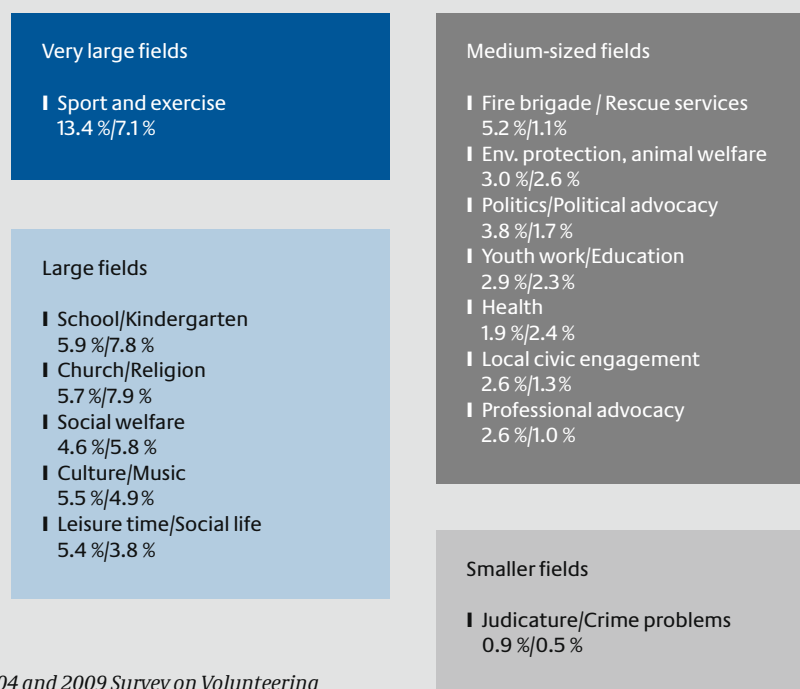 Very large fields
Sport and exercise
13.4 %/7.1 %
Large fields
School/Kindergarten
5.9 %/7.8 %
Church/Religion
5.7 %/7.9 %
Social welfare
4.6 %/5.8 %
Culture/Music
5.5 %/4.9 %
Leisure time/Social life
5.4 %/3.8 %
Medium-sized fields
Fire brigade / Rescue services
5.2 %/1.1%
Env. protection, animal welfare
3.0 %/2.6 %
Politics/Political advocacy
3.8 %/1.7 %
Youth work/Education
2.9 %/2.3%
Health
1.9 %/2.4 %
Local civic engagement
2.6 %/1.3%
Professional advocacy
2.6 %/1.0 %
Smaller fields
Judicature/Crime problems
0.9 %/0.5 %
04 and 2009 Survey on Volunteering